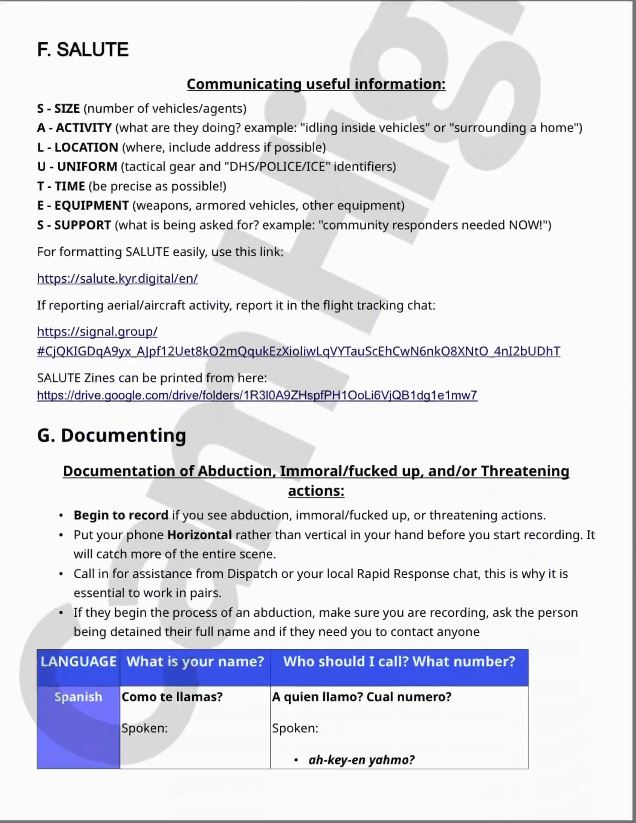 F. SALUTE
Communicating useful information:
S - SIZE (number of vehicles/agents)
A - ACTIVITY (what are they doing? example: "idling inside vehicles" or "surrounding a home")
L - LOCATION (where, include address if possible)
U - UNIFORM (tactical gear and "DHS/POLICE/ICE" identifiers)
T - TIME (be precise as possible!)
E - EQUIPMENT (weapons, armored vehicles, other equipment)
S - SUPPORT (what is being asked for? example: "community responders needed NOW!")
For formatting SALUTE easily, use this link:
https://salute.kyr.digital/en/
If reporting aerial/aircraft activity, report it in the flight tracking chat:
https://signal.group/
#CjQKIGDqA9yx_AJpf12Uet8kO2mQqukEzXioliwLqVYTauScEhCwN6nkO8XNtO_4nI2bUDhT
SALUTE Zines can be printed from here:
https://drive.google.com/drive/folders/1R3l0A9ZHspfPH1OoLi6VjQB1dg1e1mw7
G. Documenting
Documentation of Abduction, Immoral/fucked up, and/or Threatening
actions:
• Begin to record if you see abduction, immoral/fucked up, or threatening actions.
• Put your phone Horizontal rather than vertical in your hand before you start recording. It
will catch more of the entire scene.
• Call in for assistance from Dispatch or your local Rapid Response chat, this is why it is
essential to work in pairs.
• If they begin the process of an abduction, make sure you are recording, ask the person
being detained their full name and if they need you to contact anyone
LANGUAGE What is your name? Who should I call? What number?
Spanish Como te llamas? A quien llamo? Cual numero?
Spoken: Spoken:
• ah-key-en yahmo?
CamHig